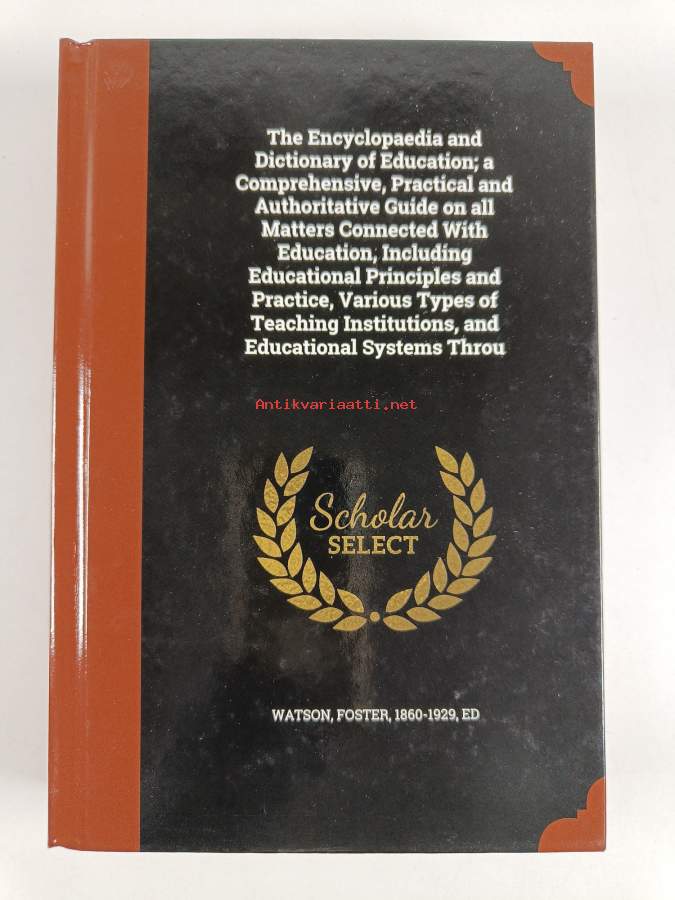 The Encyclopaedia and
Dictionary of Education; a
Comprehensive, Practical and
Authoritative Guide on all
Matters Connected With
Education, Including
Educational Principles and
Practice, Various Types of
Teaching Institutions, and
Educational Systems Throu
Antikvariaatti.net
Scholar
SELECT
WATSON, FOSTER, 1860-1929, ED